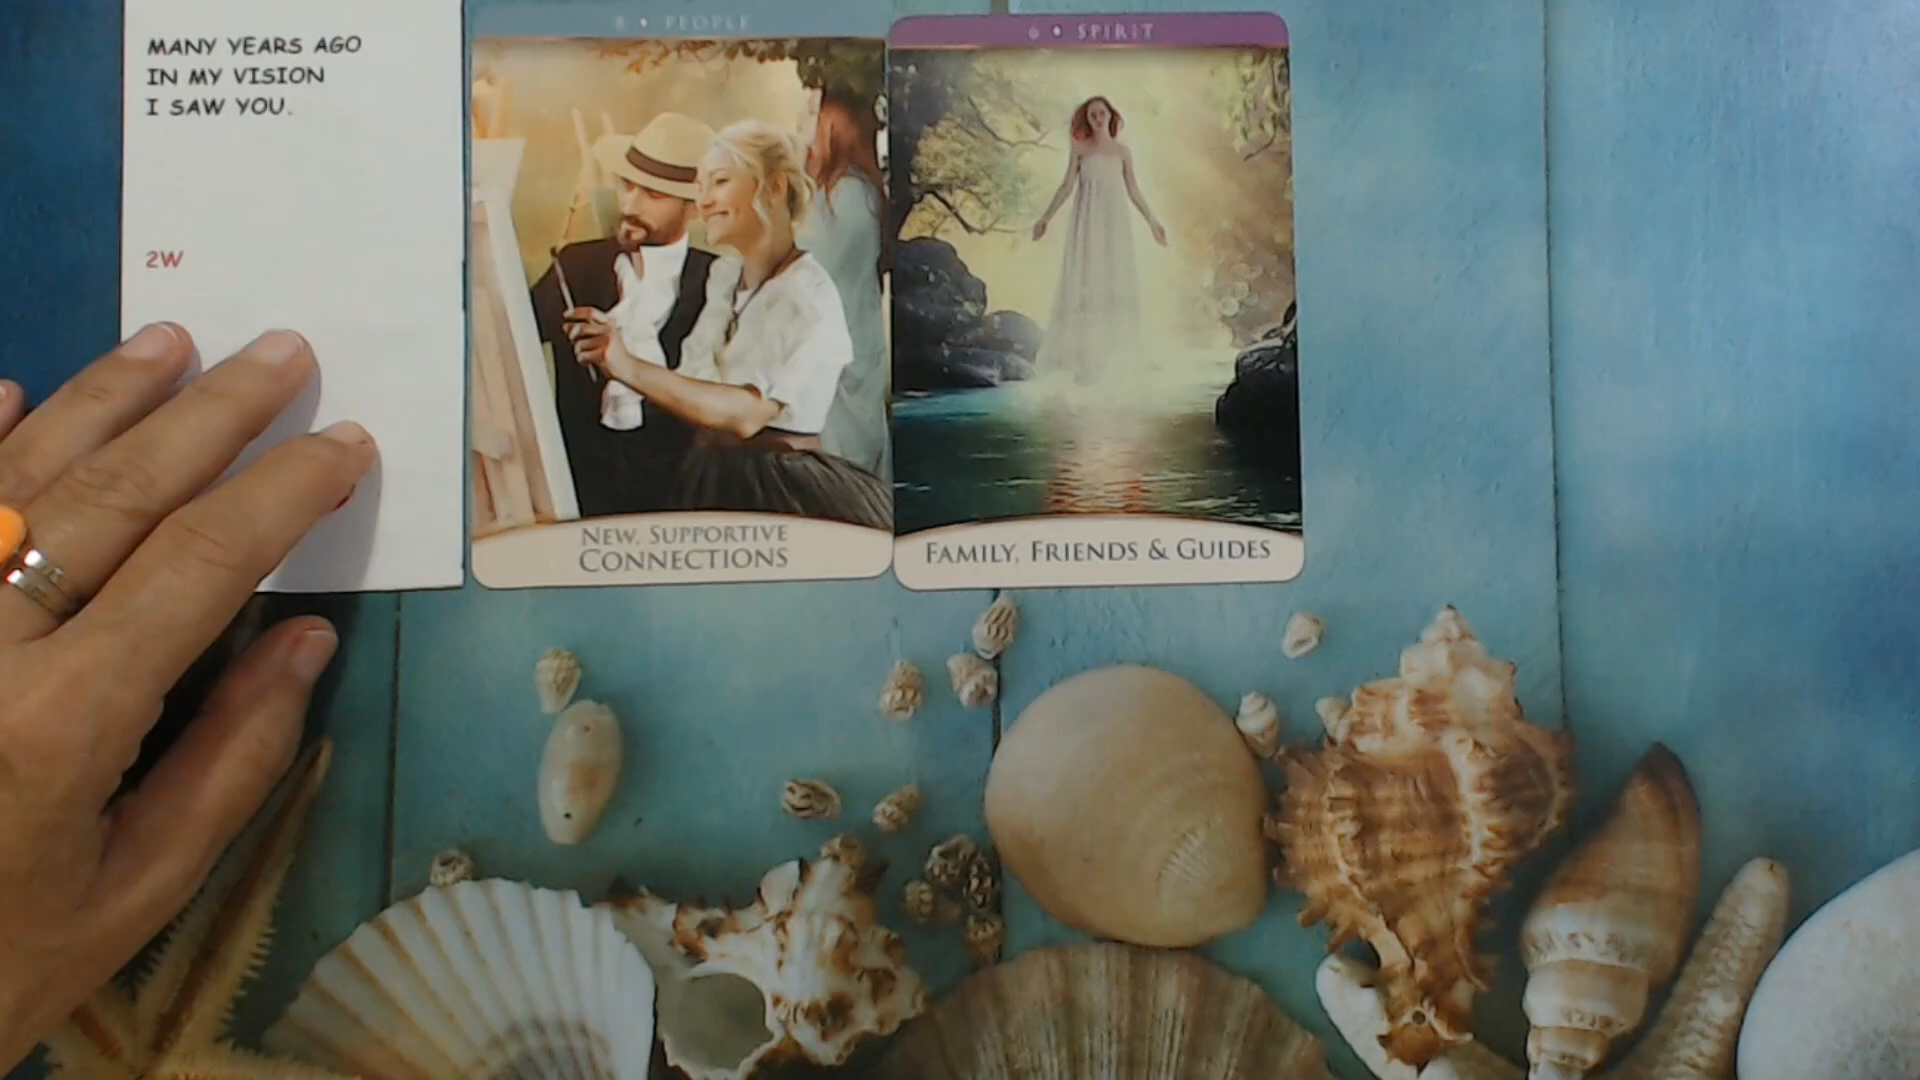 MANY YEARS AGO
IN MY VISION
I SAW YOU.
2W
8 • PEOPLE
NEW, SUPPORTIVE
CONNECTIONS
6 • SPIRIT
FAMILY, FRIENDS & GUIDES